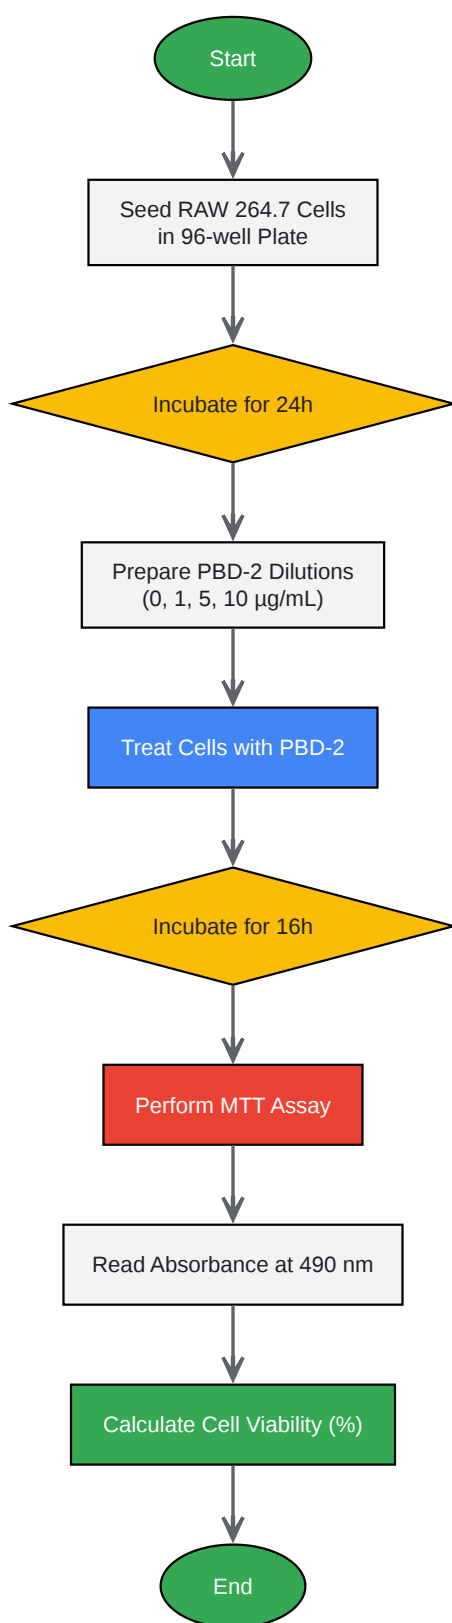 Start
Seed RAW 264.7 Cells
in 96-well Plate
Incubate for 24h
Prepare PBD-2 Dilutions
(0, 1, 5, 10 µg/mL)
Treat Cells with PBD-2
Incubate for 16h
Perform MTT Assay
Read Absorbance at 490 nm
Calculate Cell Viability (%)
End